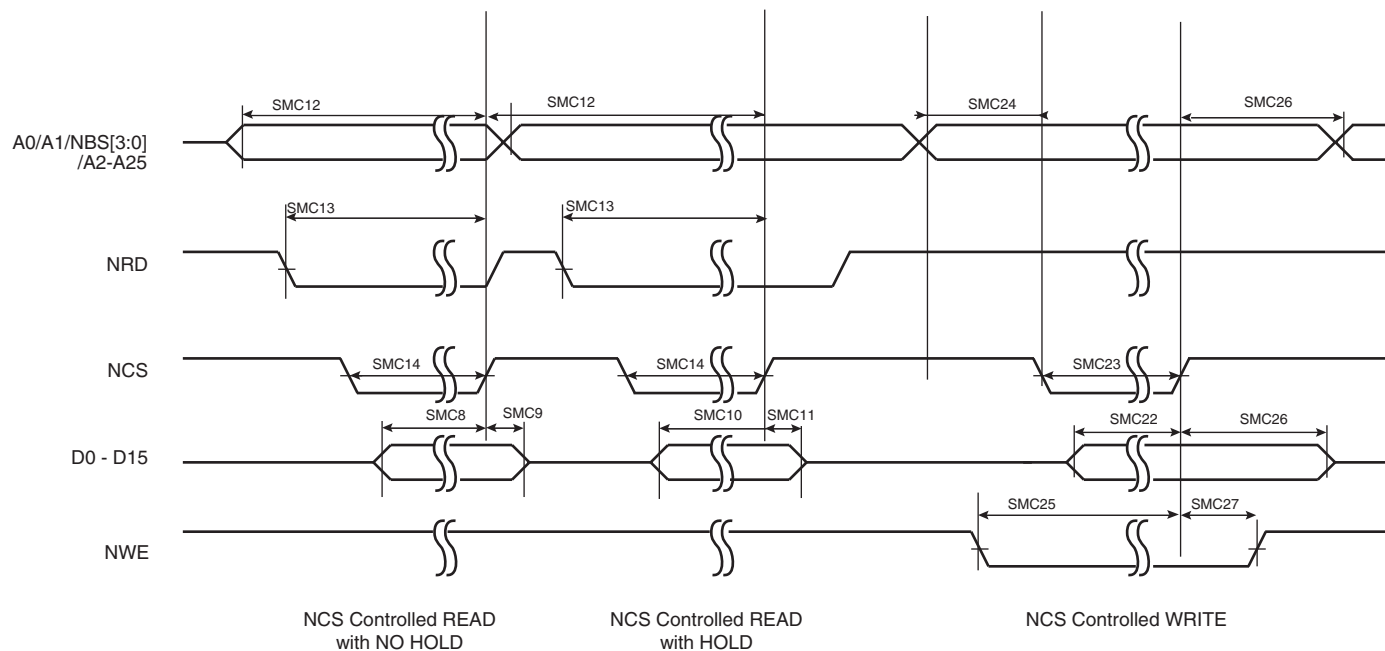 SMC12
SMC12
SMC24
SMC26
A0/A1/NBS[3:0]
/A2-A25
SMC13
SMC13
NRD
NCS
SMC14
SMC14
SMC23
SMC8
SMC9
SMC10
SMC11
SMC22
SMC26
D0 - D15
SMC25
SMC27
NWE
NCS Controlled READ
with NO HOLD
NCS Controlled READ
with HOLD
NCS Controlled WRITE